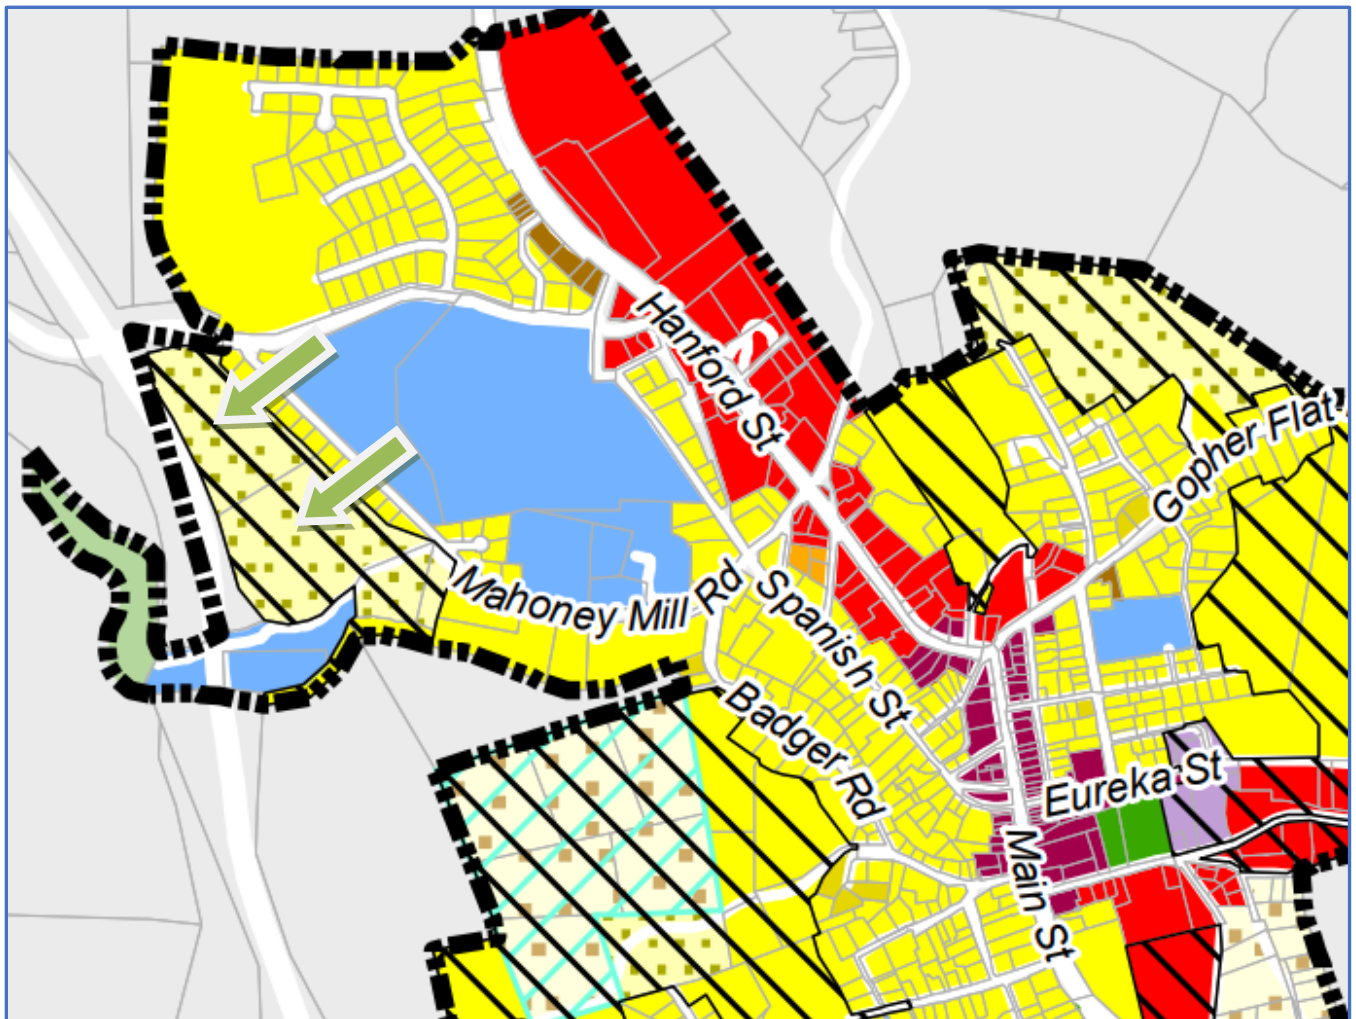 Hanford St
Gopher Flat
Mahoney Mill Rd
Spanish St
Badger Rd
Eureka St
Main St